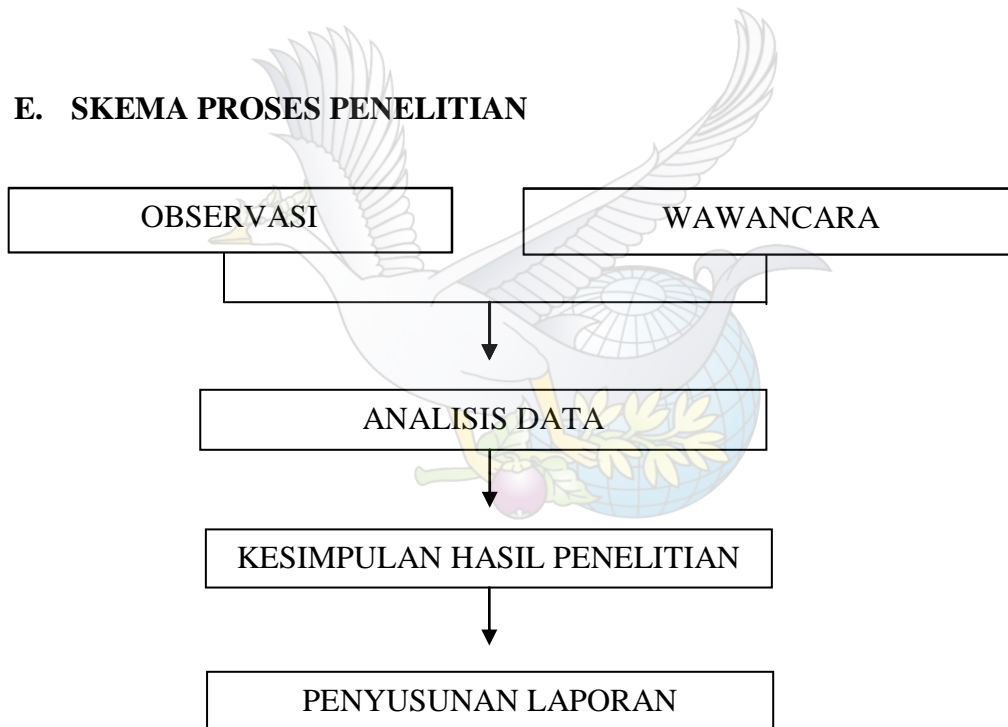 E. SKEMA PROSES PENELITIAN
OBSERVASI
WAWANCARA
ANALISIS DATA
KESIMPULAN HASIL PENELITIAN
PENYUSUNAN LAPORAN